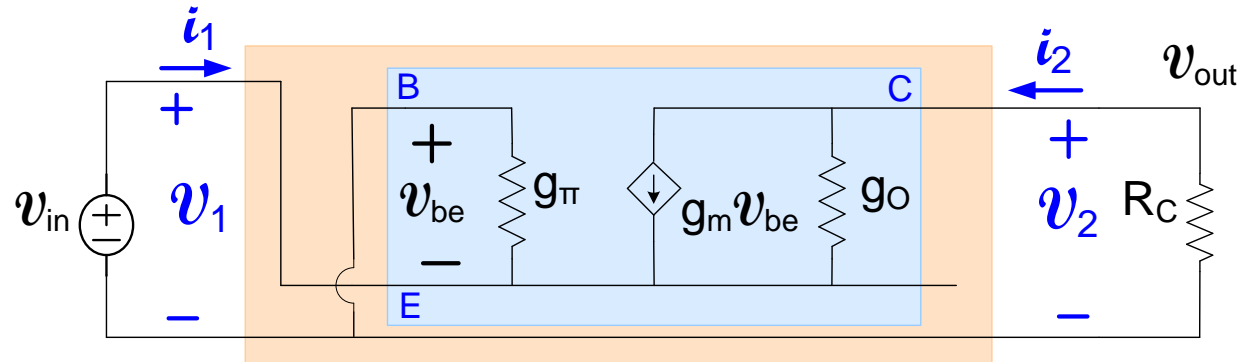 i1
i2
vout
B
C
+
+
+
vin
+
−
v1
vbe
gπ
gmvbe
gO
v2
RC
−
E
−
−